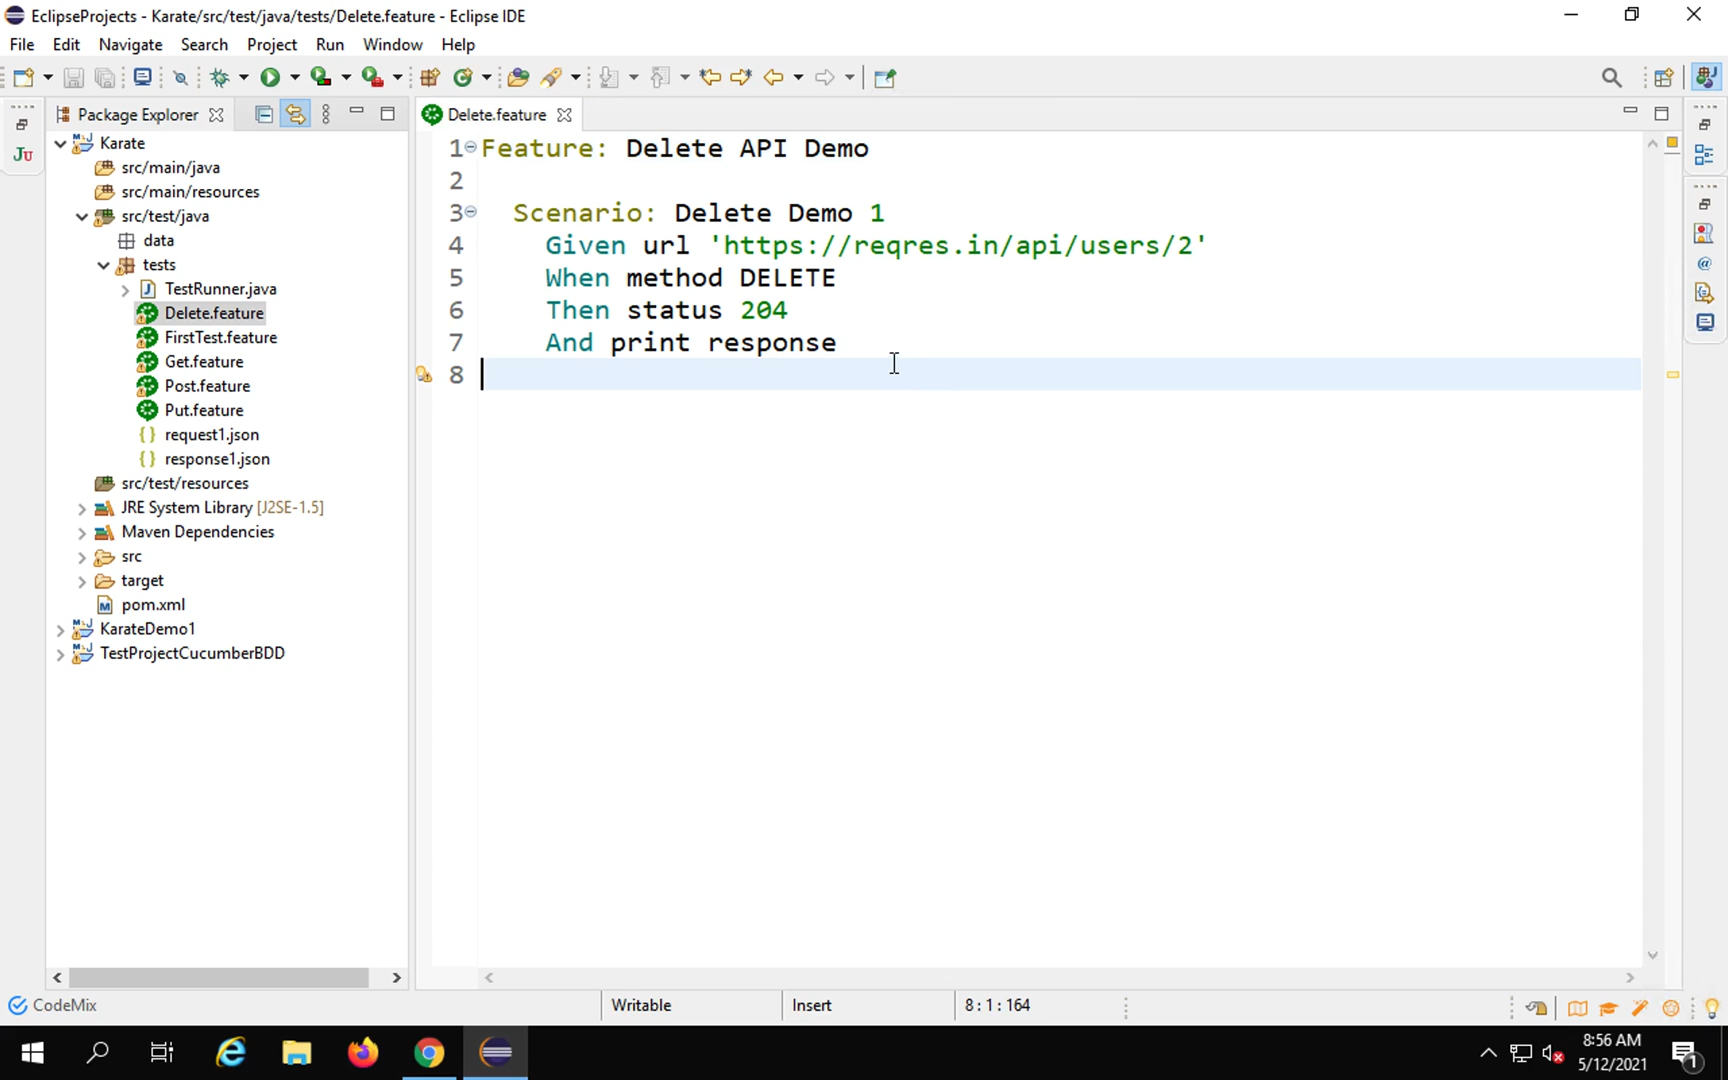 EclipseProjects - Karate/src/test/java/tests/Delete.feature - Eclipse IDE
File Edit Navigate Search Project Run Window Help
Package Explorer
Delete.feature
Karate
src/main/java
src/main/resources
src/test/java
data
tests
TestRunner.java
Delete.feature
FirstTest.feature
Get.feature
Post.feature
Put.feature
request1.json
response1.json
src/test/resources
JRE System Library [J2SE-1.5]
Maven Dependencies
src
target
pom.xml
KarateDemo1
TestProjectCucumberBDD
1 Feature: Delete API Demo
2
3 Scenario: Delete Demo 1
4 Given url 'https://reqres.in/api/users/2'
5 When method DELETE
6 Then status 204
7 And print response
8
CodeMix
Writable
Insert
8 : 1 : 164
8:56 AM
5/12/2021
1